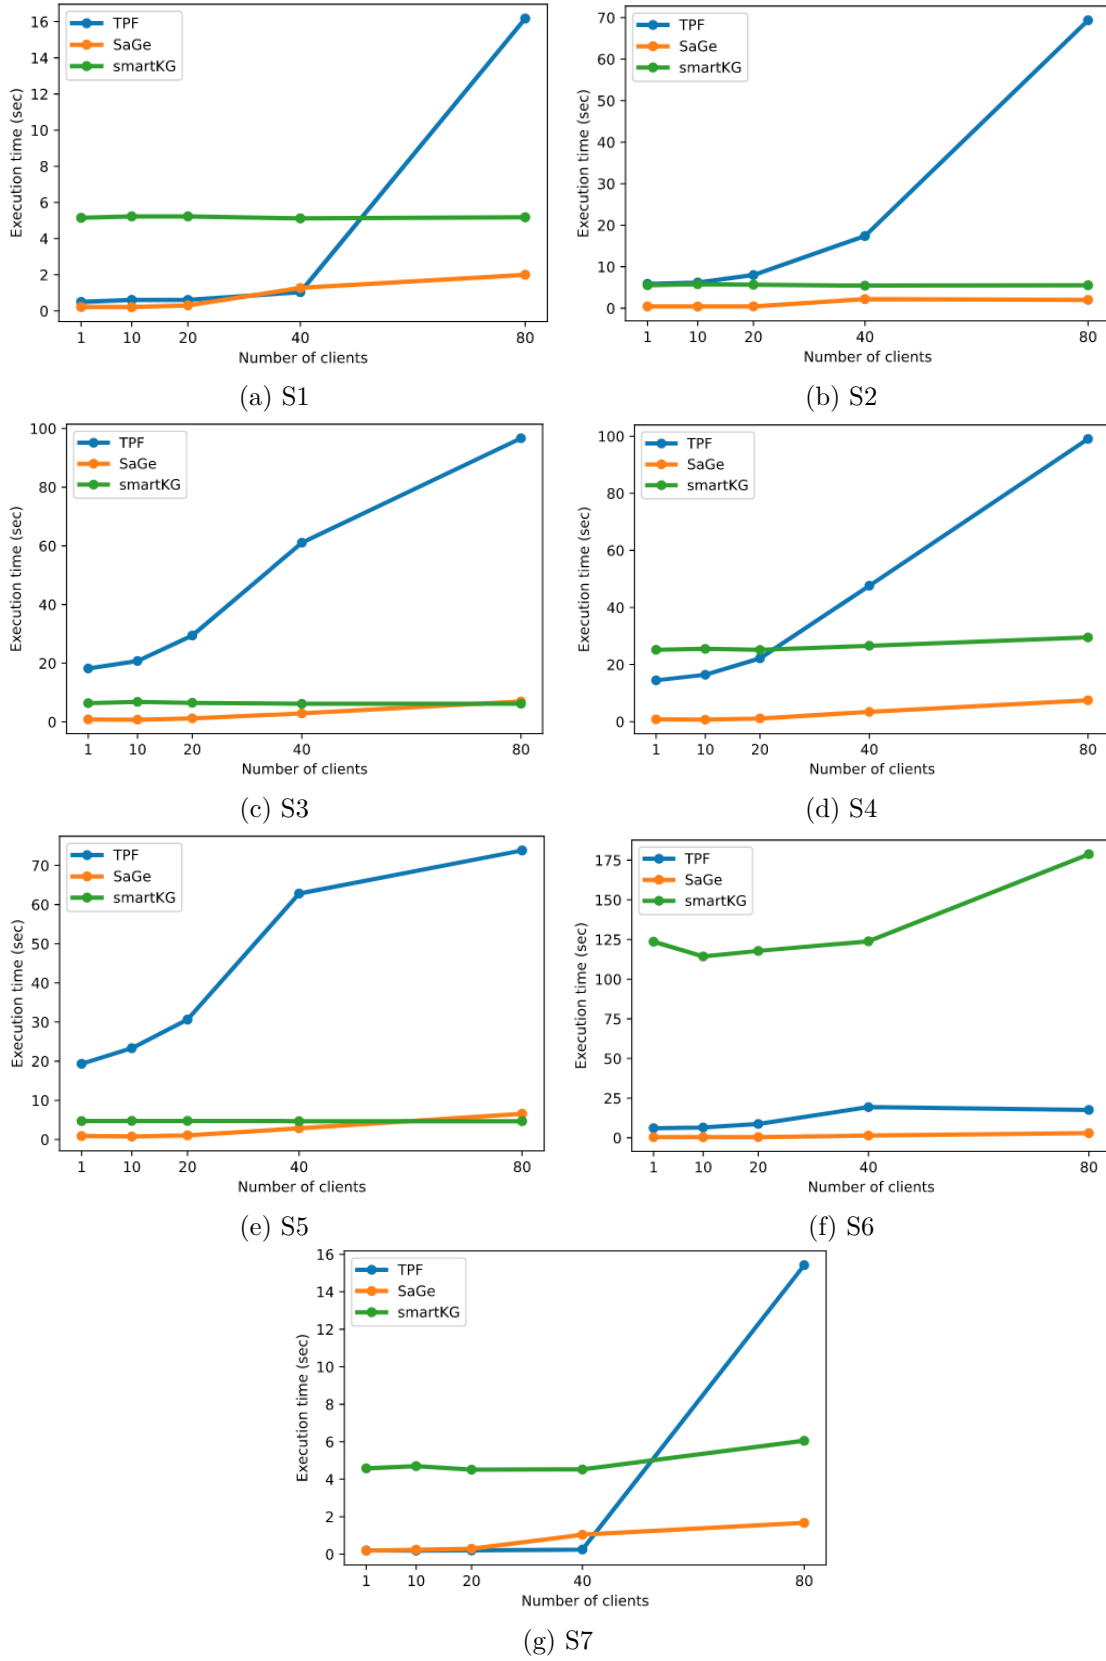 TPF
SaGe
smartKG
16
14
12
10
8
6
4
2
0
Execution time (sec)
1 10 20 40 80
Number of clients
(a) S1
TPF
SaGe
smartKG
70
60
50
40
30
20
10
0
Execution time (sec)
1 10 20 40 80
Number of clients
(b) S2
TPF
SaGe
smartKG
100
80
60
40
20
0
Execution time (sec)
1 10 20 40 80
Number of clients
(c) S3
TPF
SaGe
smartKG
100
80
60
40
20
0
Execution time (sec)
1 10 20 40 80
Number of clients
(d) S4
TPF
SaGe
smartKG
70
60
50
40
30
20
10
0
Execution time (sec)
1 10 20 40 80
Number of clients
(e) S5
TPF
SaGe
smartKG
175
150
125
100
75
50
25
0
Execution time (sec)
1 10 20 40 80
Number of clients
(f) S6
TPF
SaGe
smartKG
16
14
12
10
8
6
4
2
0
Execution time (sec)
1 10 20 40 80
Number of clients
(g) S7